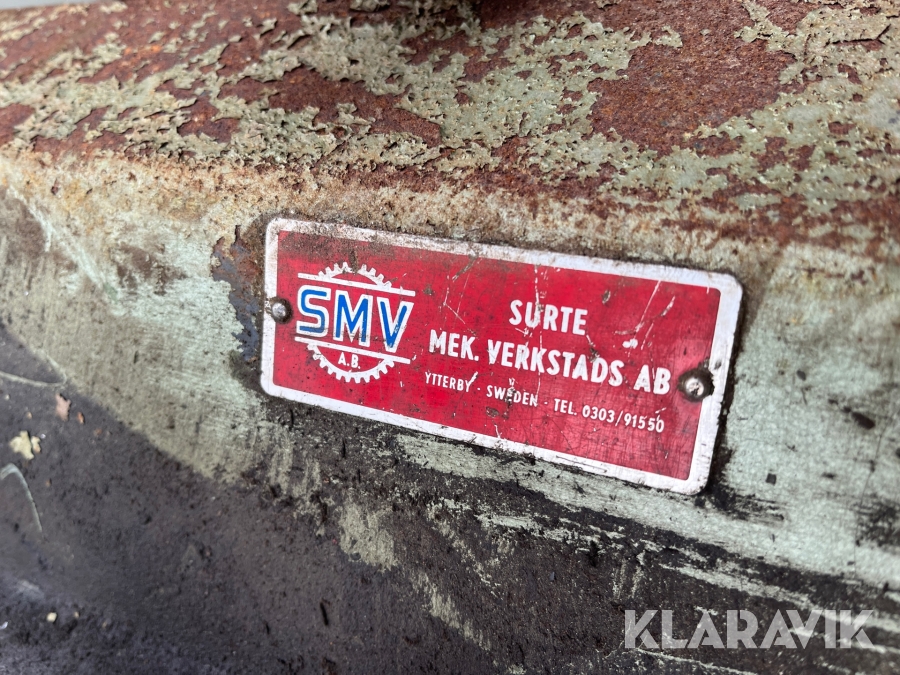 SMV
A.B.
SURTE
MEK. VERKSTADS AB
YTTERBY - SWEDEN - TEL. 0303/91550
KLARAVIK